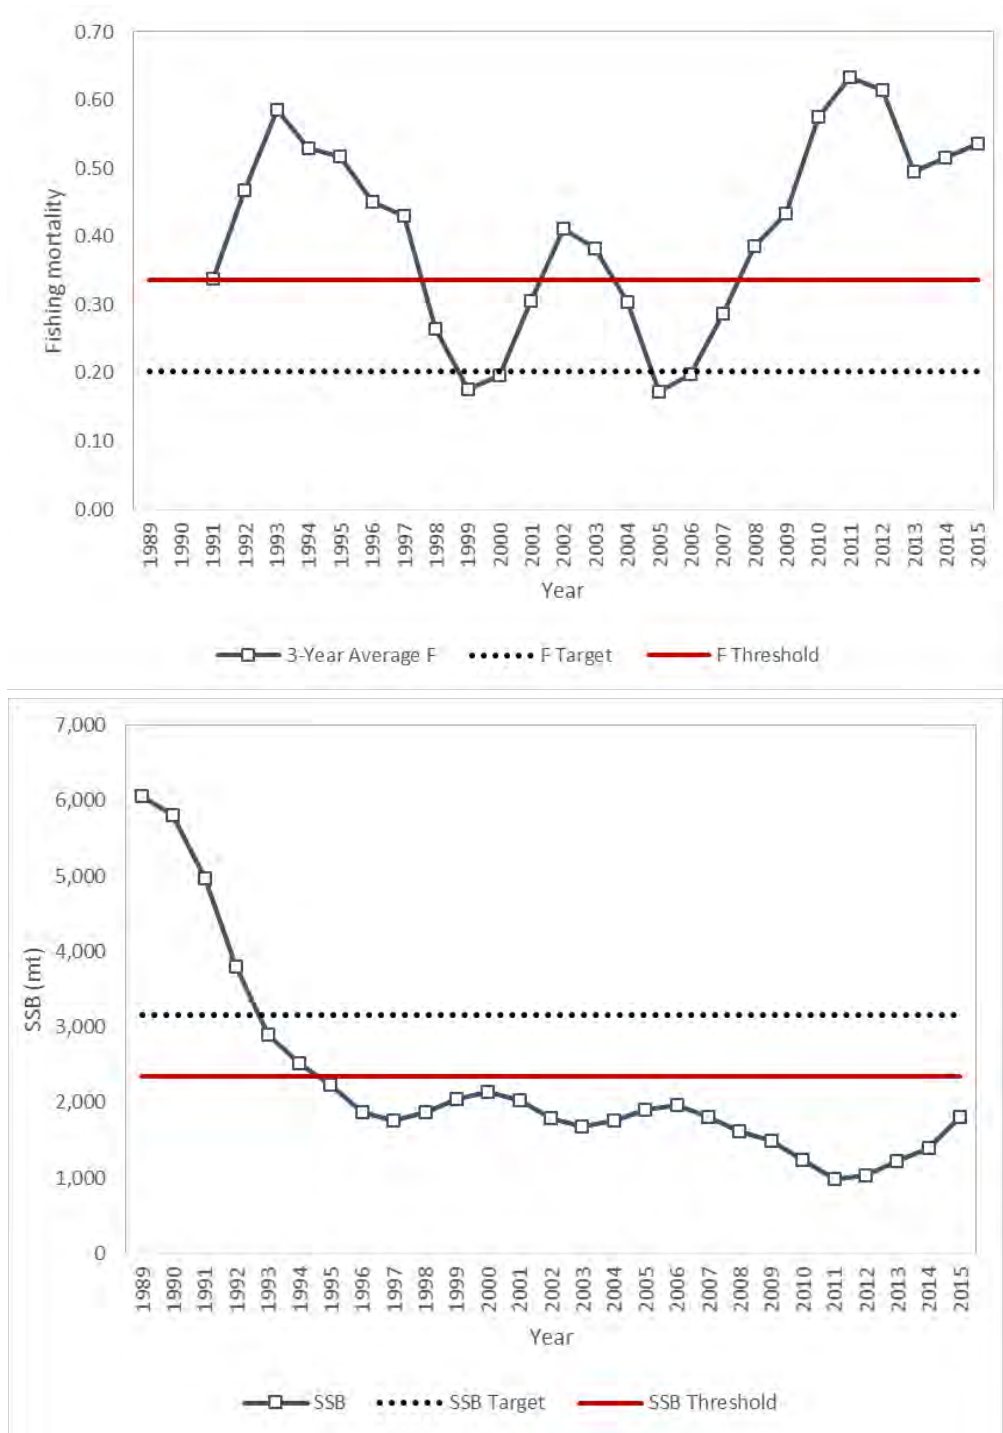 0.70
0.60
0.50
0.40
0.30
0.20
0.10
0.00
Fishing mortality
1989 1990 1991 1992 1993 1994 1995 1996 1997 1998 1999 2000 2001 2002 2003 2004 2005 2006 2007 2008 2009 2010 2011 2012 2013 2014 2015
Year
3-Year Average F F Target F Threshold
7,000
6,000
5,000
4,000
3,000
2,000
1,000
0
SSB (mt)
1989 1990 1991 1992 1993 1994 1995 1996 1997 1998 1999 2000 2001 2002 2003 2004 2005 2006 2007 2008 2009 2010 2011 2012 2013 2014 2015
Year
SSB SSB Target SSB Threshold